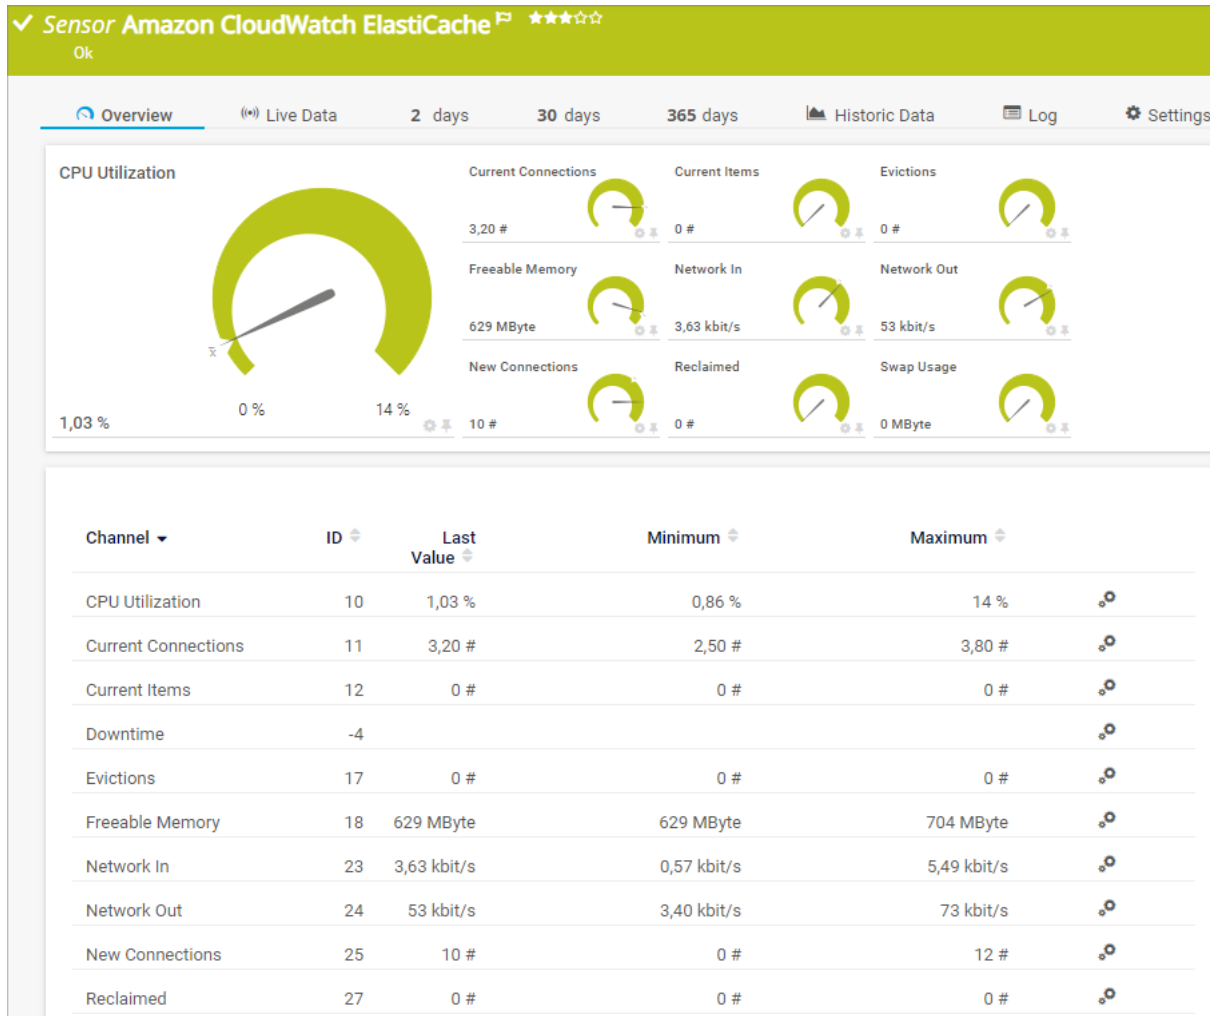 Sensor Amazon CloudWatch ElastiCache
Ok
Overview Live Data 2 days 30 days 365 days Historic Data Log Settings
CPU Utilization
x̄
0 % 14 %
1,03 %
Current Connections
3,20 #
Current Items
0 #
Evictions
0 #
Freeable Memory
629 MByte
Network In
3,63 kbit/s
Network Out
53 kbit/s
New Connections
10 #
Reclaimed
0 #
Swap Usage
0 MByte
Channel ID Last Value Minimum Maximum
CPU Utilization 10 1,03 % 0,86 % 14 %
Current Connections 11 3,20 # 2,50 # 3,80 #
Current Items 12 0 # 0 # 0 #
Downtime -4
Evictions 17 0 # 0 # 0 #
Freeable Memory 18 629 MByte 629 MByte 704 MByte
Network In 23 3,63 kbit/s 0,57 kbit/s 5,49 kbit/s
Network Out 24 53 kbit/s 3,40 kbit/s 73 kbit/s
New Connections 25 10 # 0 # 12 #
Reclaimed 27 0 # 0 # 0 #